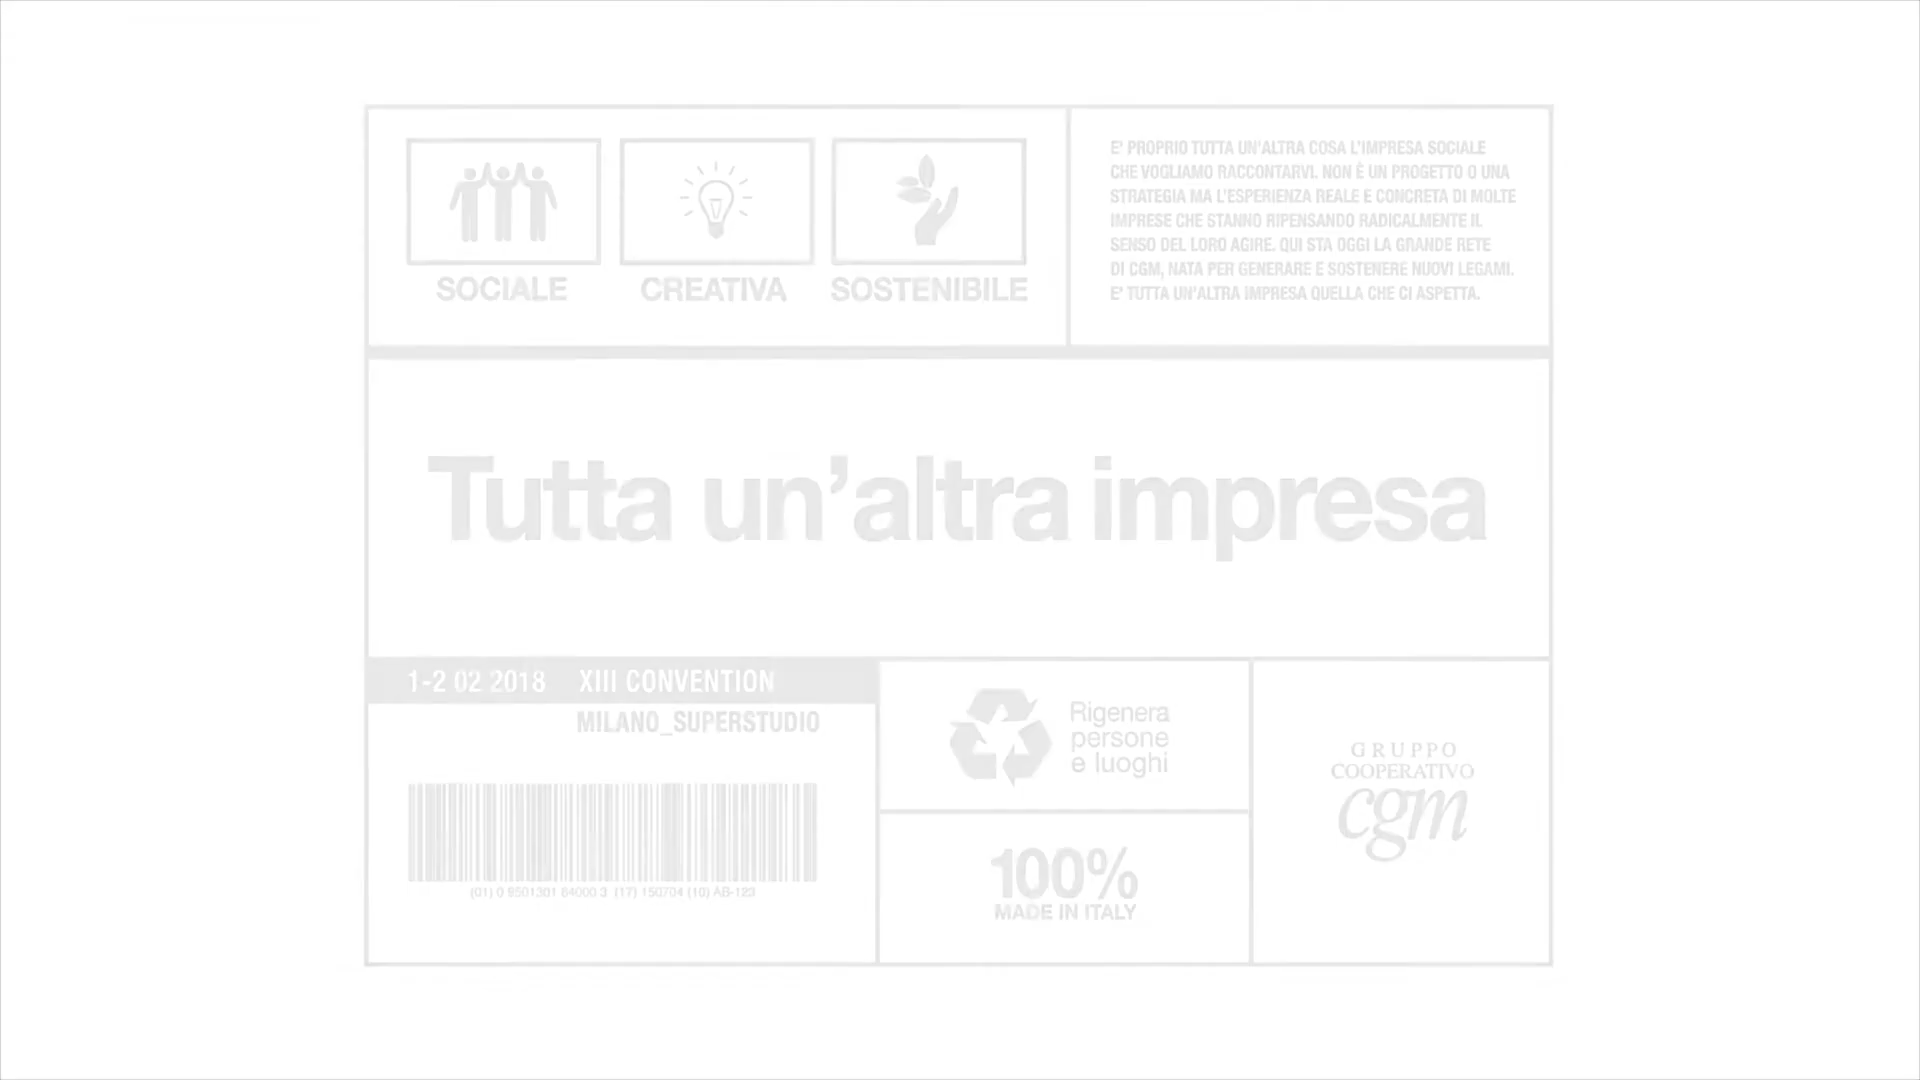 SOCIALE
CREATIVA
SOSTENIBILE
E' PROPRIO TUTTA UN'ALTRA COSA L'IMPRESA SOCIALE
CHE VOGLIAMO RACCONTARVI. NON È UN PROGETTO O UNA
STRATEGIA MA L'ESPERIENZA REALE E CONCRETA DI MOLTE
IMPRESE CHE STANNO RIPENSANDO RADICALMENTE IL
SENSO DEL LORO AGIRE. QUI STA OGGI LA GRANDE RETE
DI CGM, NATA PER GENERARE E SOSTENERE NUOVI LEGAMI.
E' TUTTA UN'ALTRA IMPRESA QUELLA CHE CI ASPETTA.
Tutta un’altra impresa
1-2 02 2018 XIII CONVENTION
MILANO_SUPERSTUDIO
(01) 0 9501301 64000 3 (17) 150704 (10) AB-123
Rigenera
persone
e luoghi
100%
MADE IN ITALY
GRUPPO
COOPERATIVO
cgm